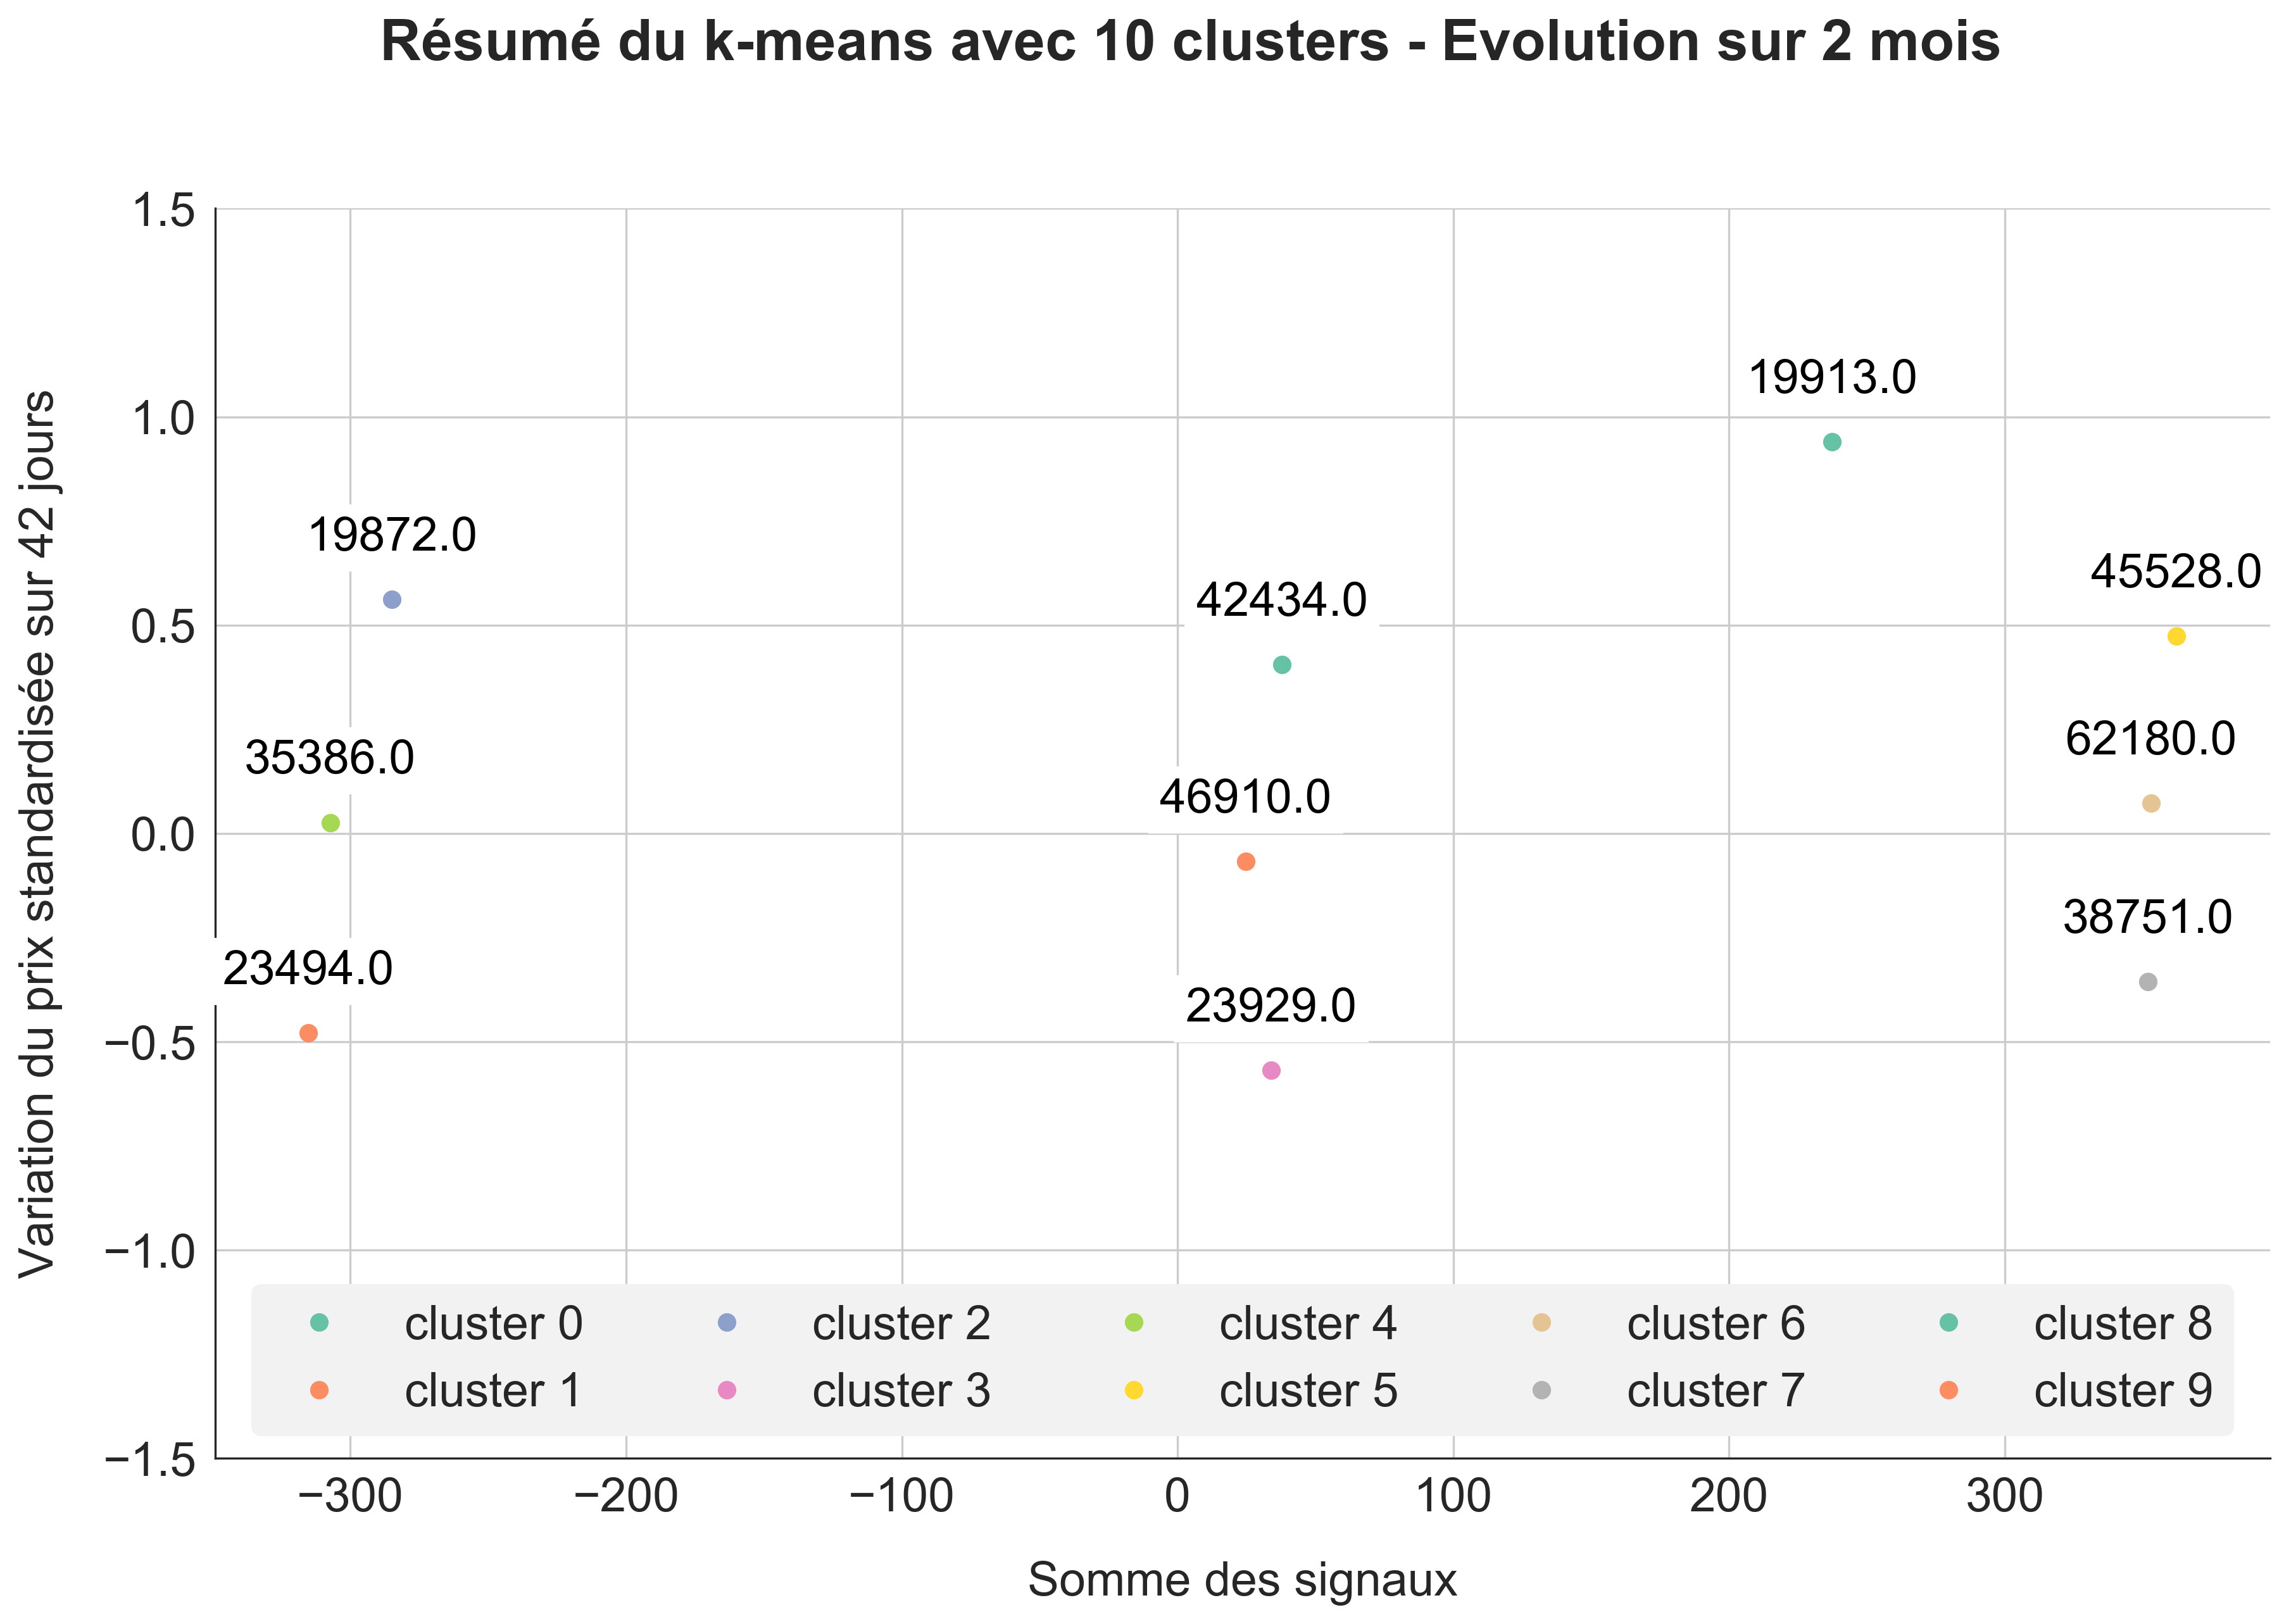 Résumé du k-means avec 10 clusters - Evolution sur 2 mois
Variation du prix standardisée sur 42 jours
1.5
1.0
0.5
0.0
−0.5
−1.0
−1.5
19913.0
19872.0
45528.0
42434.0
62180.0
35386.0
46910.0
38751.0
23494.0
23929.0
cluster 0
cluster 2
cluster 4
cluster 6
cluster 8
cluster 1
cluster 3
cluster 5
cluster 7
cluster 9
−300
−200
−100
0
100
200
300
Somme des signaux